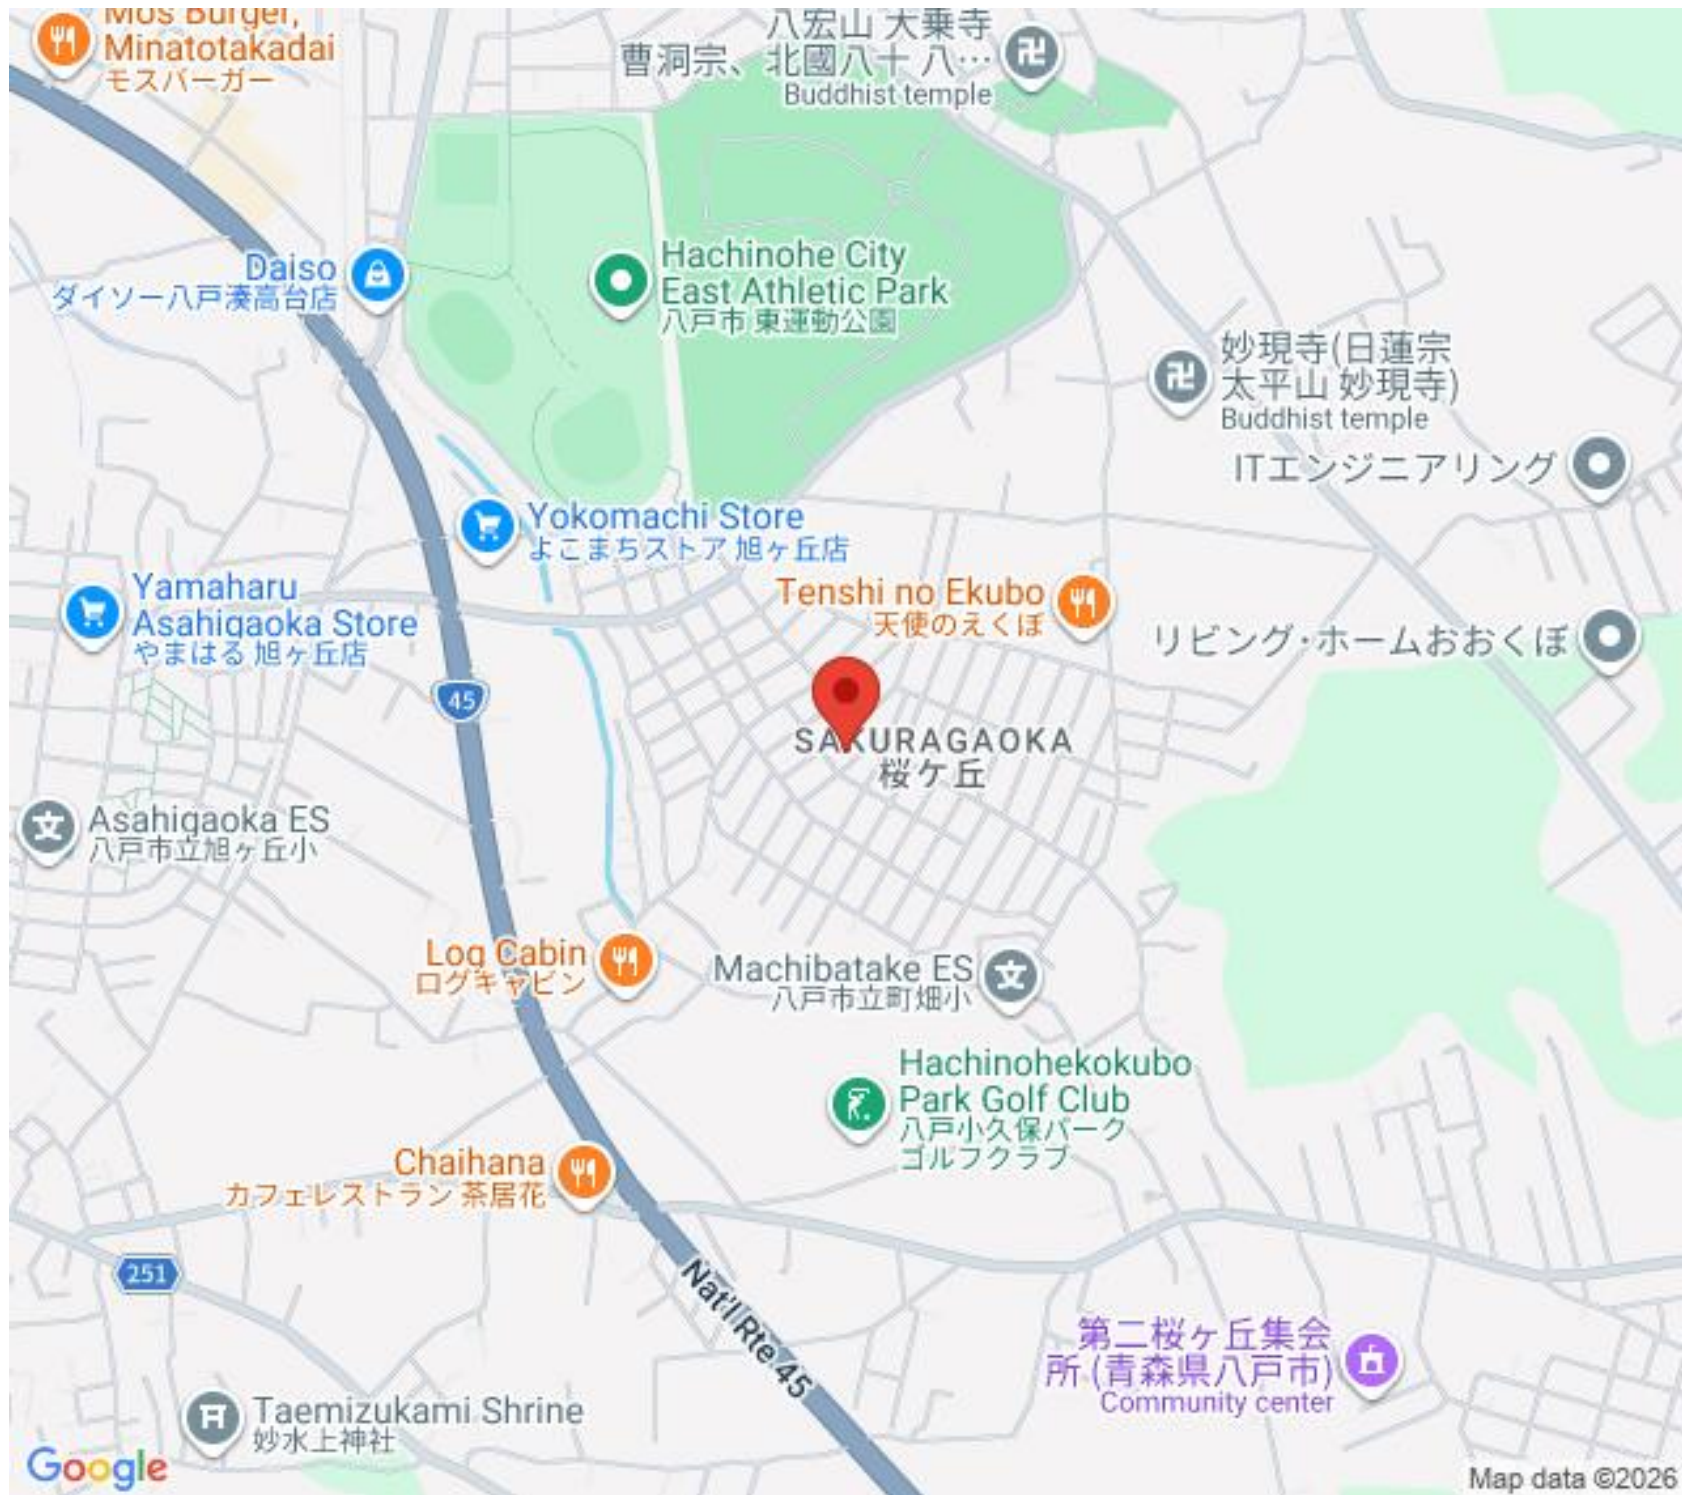 Mos Burger,
Minatotakadai
モスバーガー
八宏山 大乗寺
曹洞宗、北國八十 八…
Buddhist temple
Daiso
ダイソー八戸湊高台店
Hachinohe City
East Athletic Park
八戸市 東運動公園
妙現寺(日蓮宗
太平山 妙現寺)
Buddhist temple
ITエンジニアリング
Yokomachi Store
よこまちストア 旭ヶ丘店
Yamaharu
Asahigaoka Store
やまはる 旭ヶ丘店
Tenshi no Ekubo
天使のえくぼ
リビング・ホームおおくぼ
45
SAKURAGAOKA
桜ケ丘
Asahigaoka ES
八戸市立旭ヶ丘小
Log Cabin
ログキャビン
Machibatake ES
八戸市立町畑小
Hachinohekokubo
Park Golf Club
八戸小久保パーク
ゴルフクラブ
Chaihana
カフェレストラン 茶居花
251
Nat'l Rte 45
第二桜ヶ丘集会
所 (青森県八戸市)
Community center
Taemizukami Shrine
妙水上神社
Google
Map data ©2026